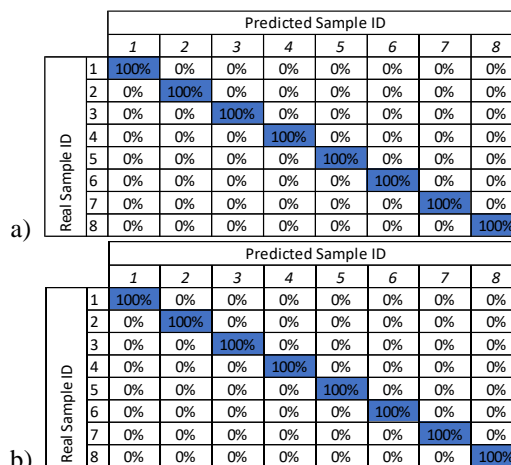 Predicted Sample ID
1 2 3 4 5 6 7 8
Real Sample ID
1 100% 0% 0% 0% 0% 0% 0% 0%
2 0% 100% 0% 0% 0% 0% 0% 0%
3 0% 0% 100% 0% 0% 0% 0% 0%
4 0% 0% 0% 100% 0% 0% 0% 0%
5 0% 0% 0% 0% 100% 0% 0% 0%
6 0% 0% 0% 0% 0% 100% 0% 0%
7 0% 0% 0% 0% 0% 0% 100% 0%
8 0% 0% 0% 0% 0% 0% 0% 100%
a)
Predicted Sample ID
1 2 3 4 5 6 7 8
Real Sample ID
1 100% 0% 0% 0% 0% 0% 0% 0%
2 0% 100% 0% 0% 0% 0% 0% 0%
3 0% 0% 100% 0% 0% 0% 0% 0%
4 0% 0% 0% 100% 0% 0% 0% 0%
5 0% 0% 0% 0% 100% 0% 0% 0%
6 0% 0% 0% 0% 0% 100% 0% 0%
7 0% 0% 0% 0% 0% 0% 100% 0%
8 0% 0% 0% 0% 0% 0% 0% 100%
b)